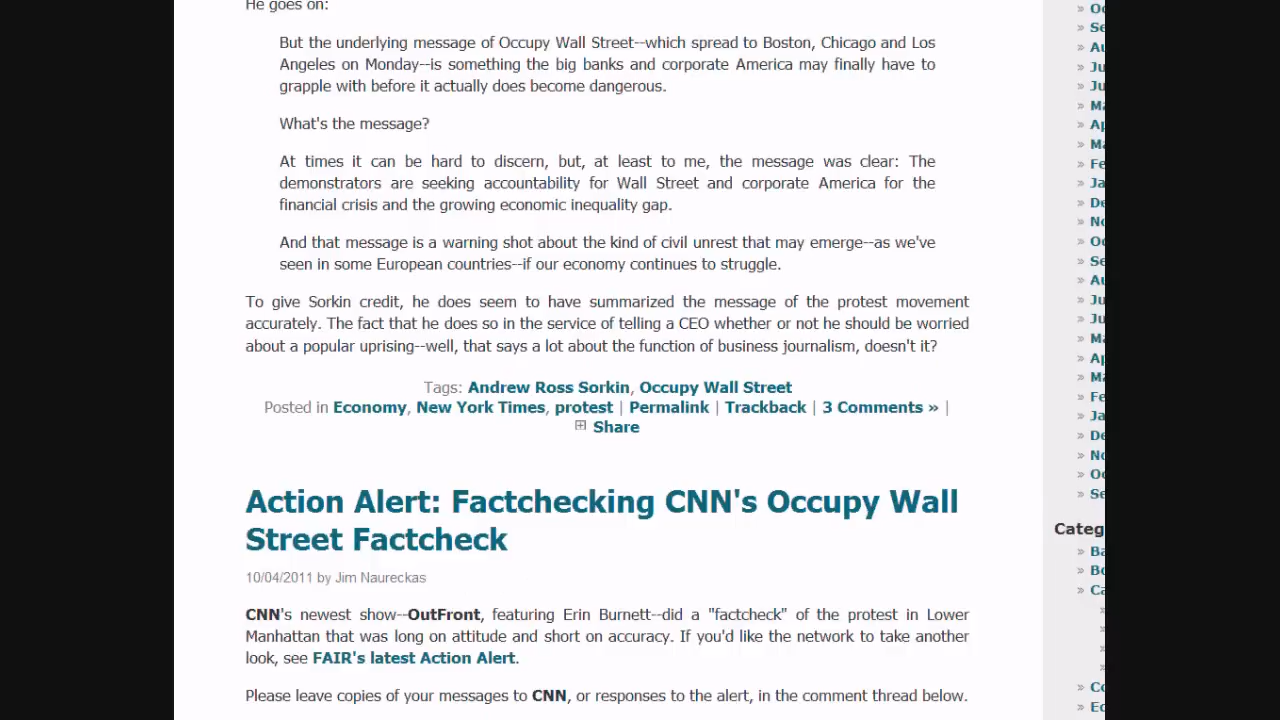 He goes on:
But the underlying message of Occupy Wall Street--which spread to Boston, Chicago and Los
Angeles on Monday--is something the big banks and corporate America may finally have to
grapple with before it actually does become dangerous.
What's the message?
At times it can be hard to discern, but, at least to me, the message was clear: The
demonstrators are seeking accountability for Wall Street and corporate America for the
financial crisis and the growing economic inequality gap.
And that message is a warning shot about the kind of civil unrest that may emerge--as we've
seen in some European countries--if our economy continues to struggle.
To give Sorkin credit, he does seem to have summarized the message of the protest movement
accurately. The fact that he does so in the service of telling a CEO whether or not he should be worried
about a popular uprising--well, that says a lot about the function of business journalism, doesn't it?
Tags: Andrew Ross Sorkin, Occupy Wall Street
Posted in Economy, New York Times, protest | Permalink | Trackback | 3 Comments » |
Share
Action Alert: Factchecking CNN's Occupy Wall
Street Factcheck
10/04/2011 by Jim Naureckas
CNN's newest show--OutFront, featuring Erin Burnett--did a "factcheck" of the protest in Lower
Manhattan that was long on attitude and short on accuracy. If you'd like the network to take another
look, see FAIR's latest Action Alert.
Please leave copies of your messages to CNN, or responses to the alert, in the comment thread below.